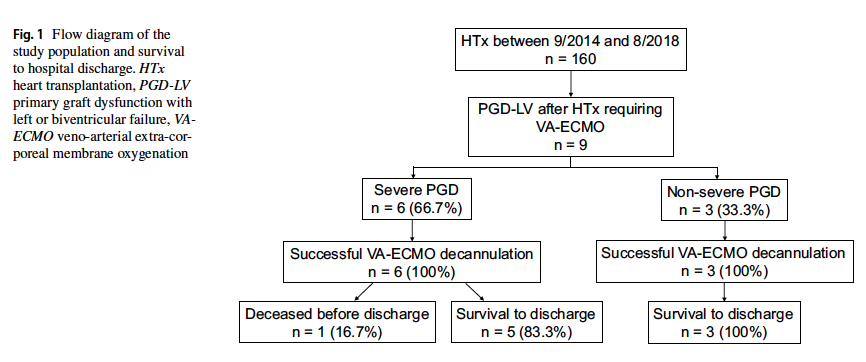 Fig. 1 Flow diagram of the
study population and survival
to hospital discharge. HTx
heart transplantation, PGD-LV
primary graft dysfunction with
left or biventricular failure, VA-
ECMO veno-arterial extra-cor-
poreal membrane oxygenation
HTx between 9/2014 and 8/2018
n = 160
PGD-LV after HTx requiring
VA-ECMO
n = 9
Severe PGD
n = 6 (66.7%)
Non-severe PGD
n = 3 (33.3%)
Successful VA-ECMO decannulation
n = 6 (100%)
Successful VA-ECMO decannulation
n = 3 (100%)
Deceased before discharge
n = 1 (16.7%)
Survival to discharge
n = 5 (83.3%)
Survival to discharge
n = 3 (100%)